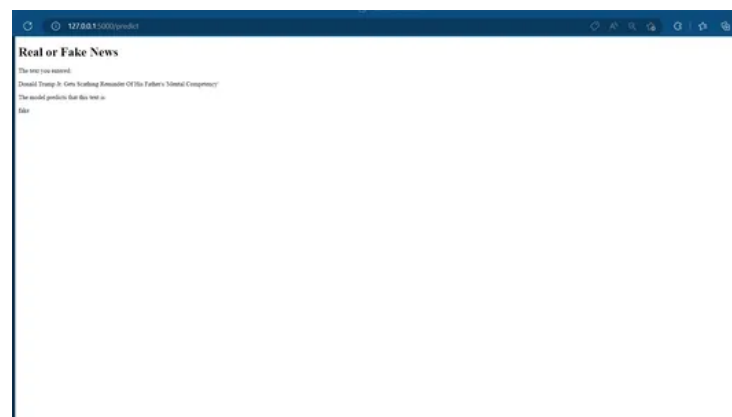 127.0.0.1:5000/predict
Real or Fake News
The text you entered:
Donald Trump Jr. Gets Scathing Reminder Of His Father's 'Mental Competency'
The model predicts that this text is:
fake